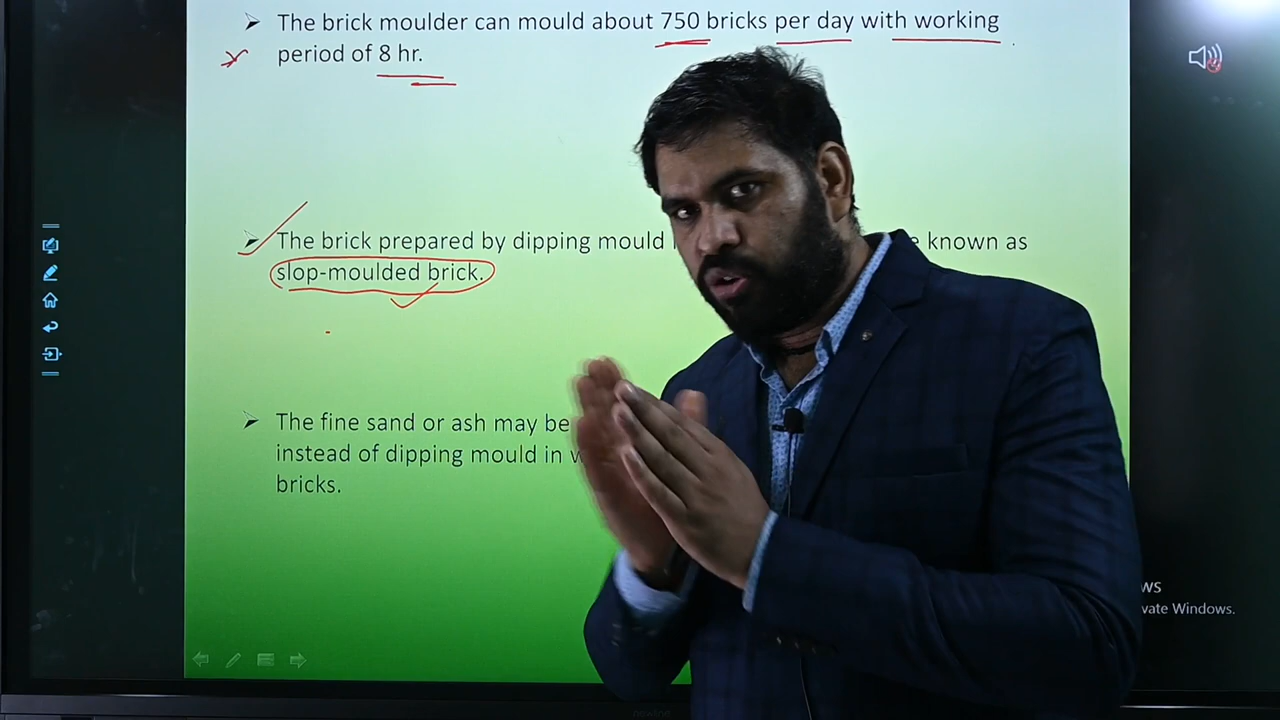 The brick moulder can mould about 750 bricks per day with working
period of 8 hr.
The brick prepared by dipping mould known as
slop-moulded brick.
The fine sand or ash may be
instead of dipping mould in
bricks.
Windows.